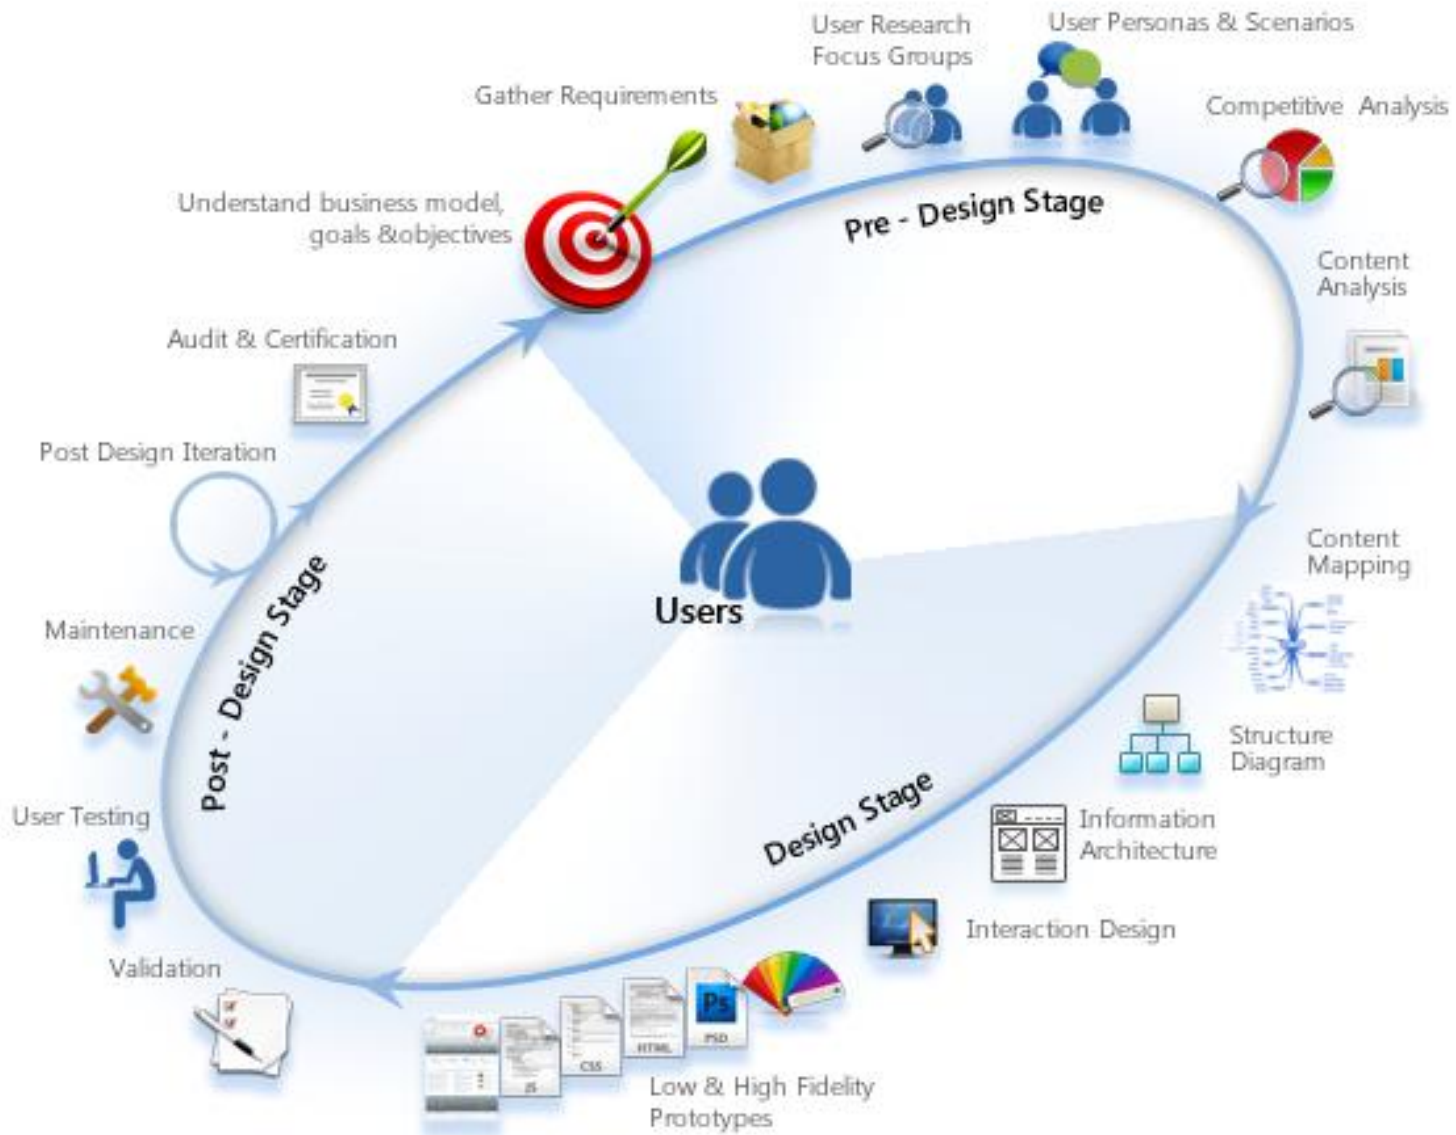 User Research
Focus Groups
User Personas & Scenarios
Gather Requirements
Competitive Analysis
Understand business model,
goals &objectives
Pre - Design Stage
Content
Analysis
Audit & Certification
Post Design Iteration
Content
Mapping
Users
Maintenance
Post - Design Stage
Structure
Diagram
Design Stage
User Testing
Information
Architecture
Interaction Design
Validation
Ps
PSD
HTML
CSS
JS
Low & High Fidelity
Prototypes